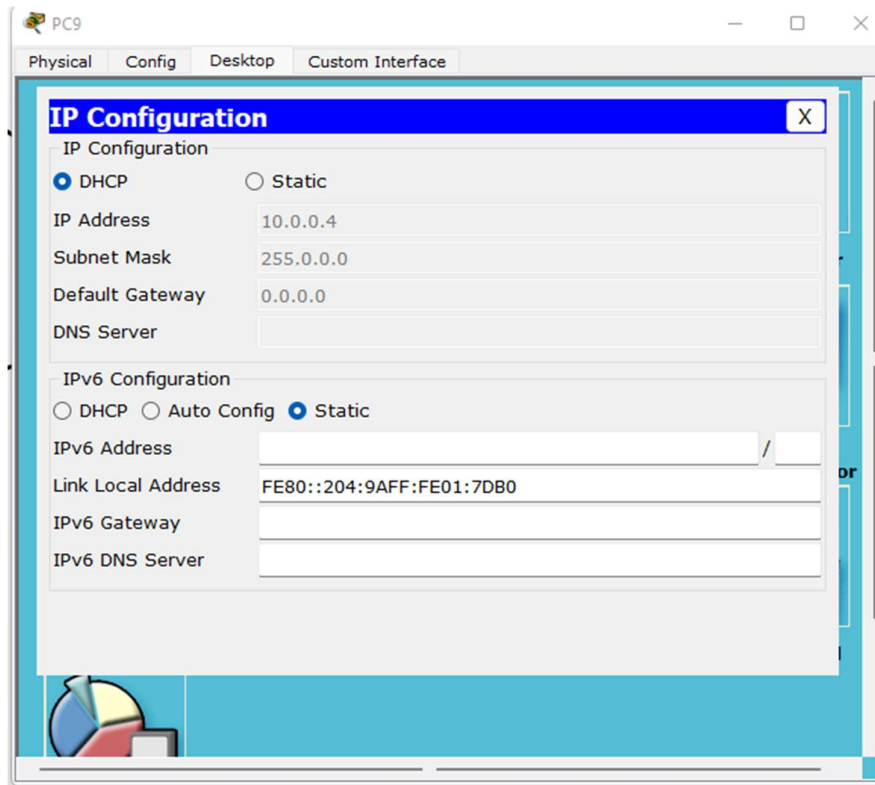 PC9
Physical Config Desktop Custom Interface
IP Configuration X
IP Configuration
DHCP Static
IP Address 10.0.0.4
Subnet Mask 255.0.0.0
Default Gateway 0.0.0.0
DNS Server
IPv6 Configuration
DHCP Auto Config Static
IPv6 Address /
Link Local Address FE80::204:9AFF:FE01:7DB0
IPv6 Gateway
IPv6 DNS Server
or